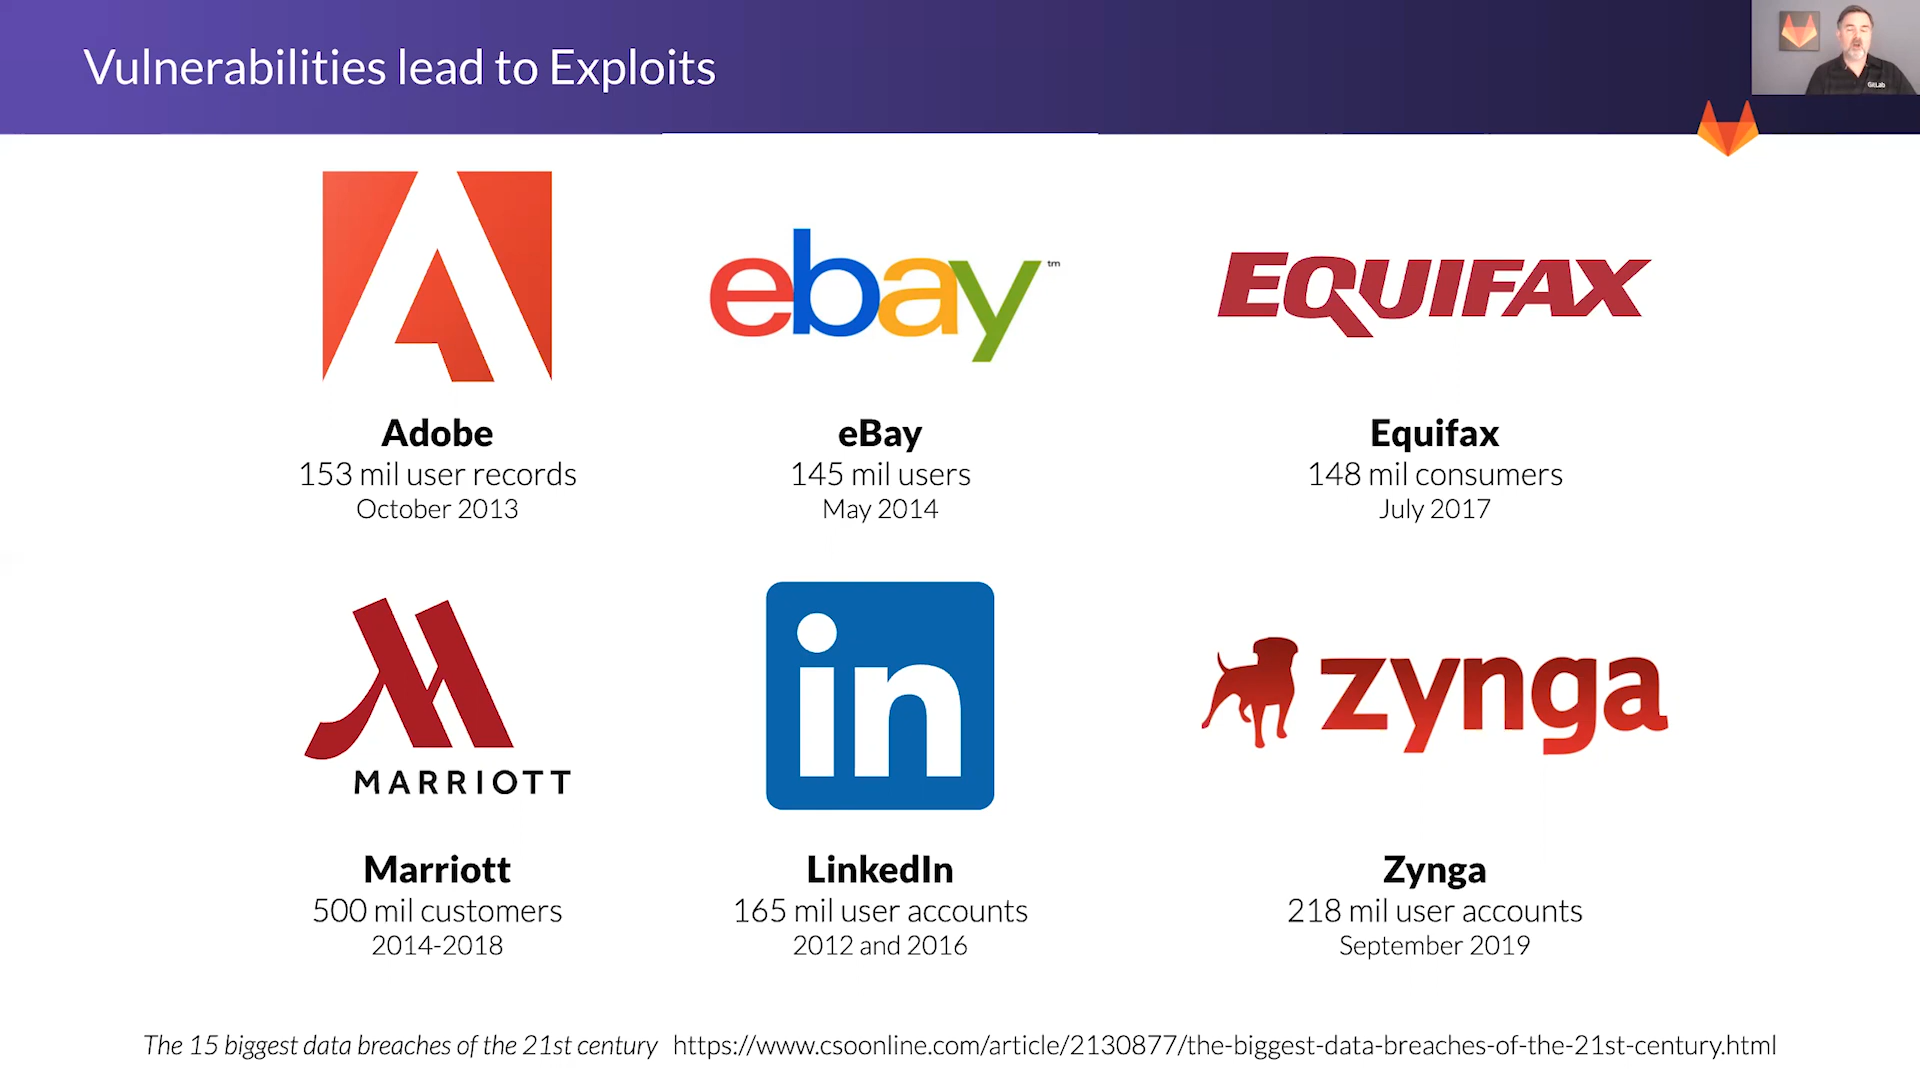 Vulnerabilities lead to Exploits
GitLab
ebay™
EQUIFAX
Adobe
153 mil user records
October 2013
eBay
145 mil users
May 2014
Equifax
148 mil consumers
July 2017
MARRIOTT
in
zynga
Marriott
500 mil customers
2014-2018
LinkedIn
165 mil user accounts
2012 and 2016
Zynga
218 mil user accounts
September 2019
The 15 biggest data breaches of the 21st century https://www.csoonline.com/article/2130877/the-biggest-data-breaches-of-the-21st-century.html